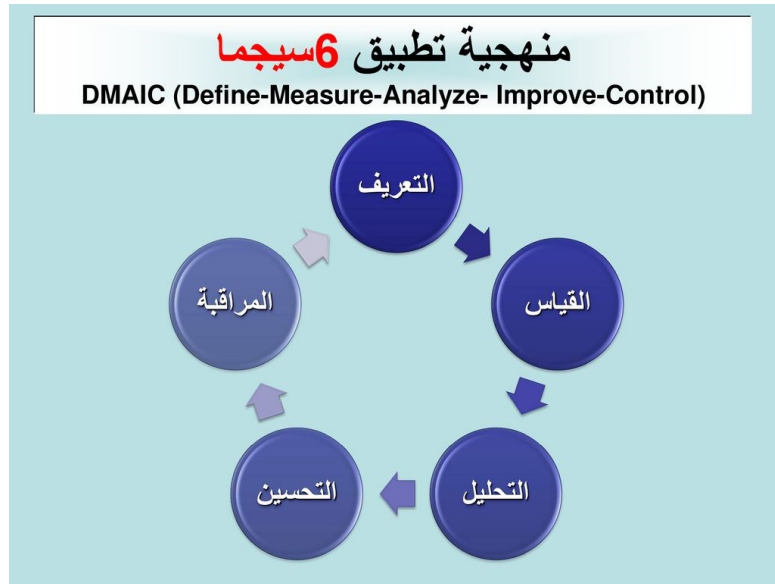 منهجية تطبيق 6سيجما
DMAIC (Define-Measure-Analyze- Improve-Control)
التعريف
القياس
التحليل
التحسين
المراقبة